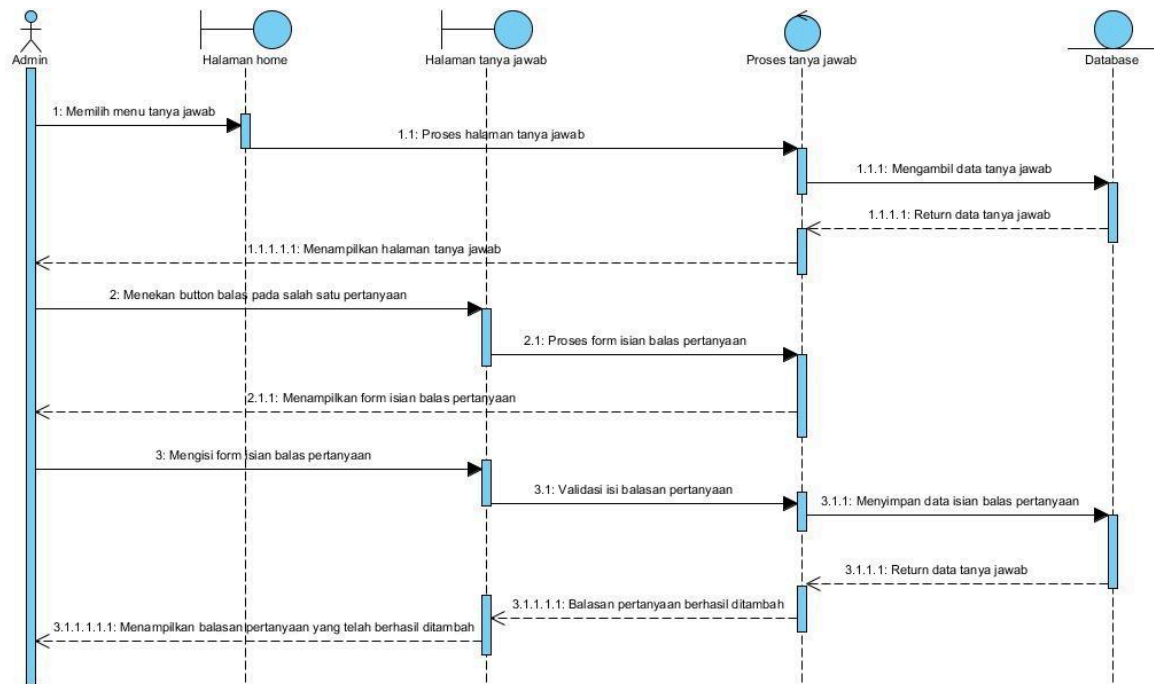 Admin
Halaman home
Halaman tanya jawab
Proses tanya jawab
Database
1: Memilih menu tanya jawab
1.1: Proses halaman tanya jawab
1.1.1: Mengambil data tanya jawab
1.1.1.1: Return data tanya jawab
1.1.1.1.1: Menampilkan halaman tanya jawab
2: Menekan button balas pada salah satu pertanyaan
2.1: Proses form isian balas pertanyaan
2.1.1: Menampilkan form isian balas pertanyaan
3: Mengisi form isian balas pertanyaan
3.1: Validasi isi balasan pertanyaan
3.1.1: Menyimpan data isian balas pertanyaan
3.1.1.1: Return data tanya jawab
3.1.1.1.1: Balasan pertanyaan berhasil ditambah
3.1.1.1.1.1: Menampilkan balasan pertanyaan yang telah berhasil ditambah